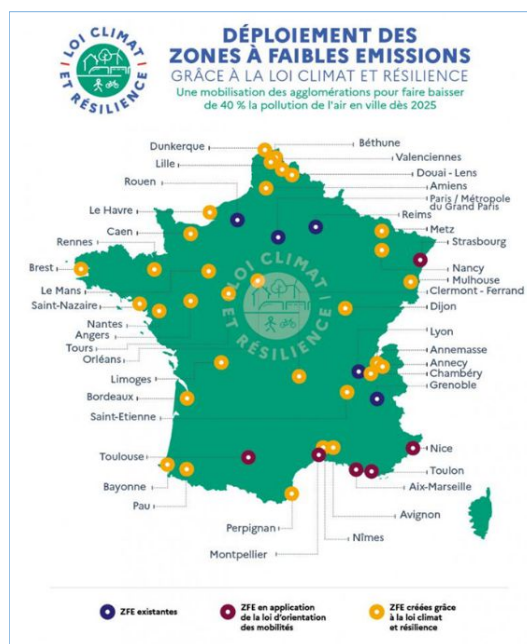 LOI CLIMAT
ET RÉSILIENCE
DÉPLOIEMENT DES
ZONES À FAIBLES EMISSIONS
GRÂCE À LA LOI CLIMAT ET RÉSILIENCE
Une mobilisation des agglomérations pour faire baisser
de 40 % la pollution de l'air en ville dès 2025
Dunkerque
Béthune
Lille
Valenciennes
Douai - Lens
Rouen
Amiens
Paris / Métropole
du Grand Paris
Le Havre
Reims
Caen
Metz
Rennes
Strasbourg
Brest
Nancy
Le Mans
Mulhouse
Saint-Nazaire
Clermont - Ferrand
Nantes
Dijon
Angers
Tours
Lyon
Orléans
Annemasse
Limoges
Annecy
Chambéry
Bordeaux
Grenoble
Saint-Etienne
LOI CLIMAT
ET RÉSILIENCE
Toulouse
Nice
Bayonne
Toulon
Pau
Aix-Marseille
Perpignan
Avignon
Nîmes
Montpellier
ZFE existantes
ZFE en application
de la loi d'orientation
des mobilités
ZFE créées grâce
à la loi climat
et résilience